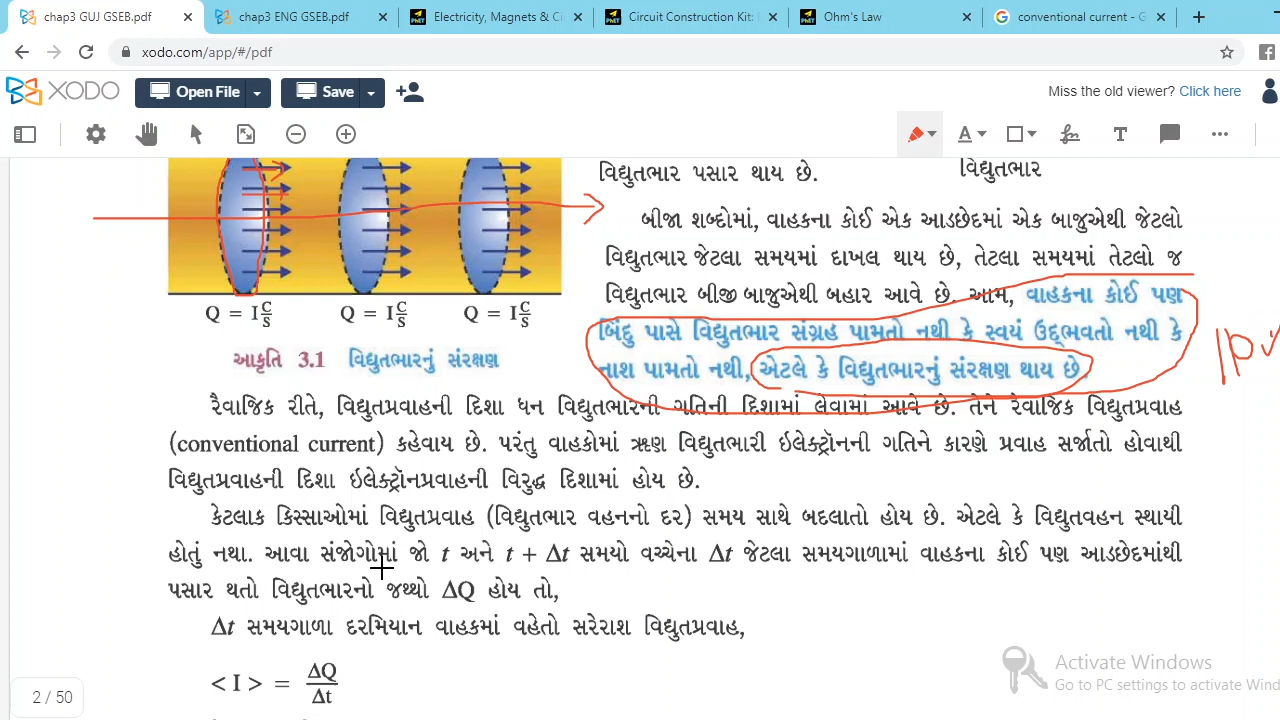 chap3 GUJ GSEB.pdf
chap3 ENG GSEB.pdf
Electricity, Magnets & Ci
Circuit Construction Kit:
Ohm's Law
conventional current - G
xodo.com/app/#/pdf
XODO
Open File
Save
Miss the old viewer? Click here
વિદ્યુતભાર પસાર થાય છે.
વિદ્યુતભાર
બીજા શબ્દોમાં, વાહકના કોઈ એક આડછેદમાં એક બાજુએથી જેટલો
વિદ્યુતભાર જેટલા સમયમાં દાખલ થાય છે, તેટલા સમયમાં તેટલો જ
વિદ્યુતભાર બીજી બાજુએથી બહાર આવે છે. આમ, વાહકના કોઈ પણ
બિંદુ પાસે વિદ્યુતભાર સંગ્રહ પામતો નથી કે સ્વયં ઉદ્ભવતો નથી કે
નાશ પામતો નથી, એટલે કે વિદ્યુતભારનું સંરક્ષણ થાય છે.
Q = I C/S Q = I C/S Q = I C/S
આકૃતિ 3.1 વિદ્યુતભારનું સંરક્ષણ
રૈવાજિક રીતે, વિદ્યુતપ્રવાહની દિશા ધન વિદ્યુતભારની ગતિની દિશામાં લેવામાં આવે છે. તેને રૈવાજિક વિદ્યુતપ્રવાહ
(conventional current) કહેવાય છે. પરંતુ વાહકોમાં ઋણ વિદ્યુતભારી ઇલેક્ટ્રૉનની ગતિને કારણે પ્રવાહ સર્જાતો હોવાથી
વિદ્યુતપ્રવાહની દિશા ઇલેક્ટ્રૉનપ્રવાહની વિરુદ્ધ દિશામાં હોય છે.
કેટલાક કિસ્સાઓમાં વિદ્યુતપ્રવાહ (વિદ્યુતભાર વહનનો દર) સમય સાથે બદલાતો હોય છે. એટલે કે વિદ્યુતવહન સ્થાયી
હોતું નથી. આવા સંજોગોમાં જો t અને t + Δt સમયો વચ્ચેના Δt જેટલા સમયગાળામાં વાહકના કોઈ પણ આડછેદમાંથી
પસાર થતો વિદ્યુતભારનો જથ્થો ΔQ હોય તો,
Δt સમયગાળા દરમિયાન વાહકમાં વહેતો સરેરાશ વિદ્યુતપ્રવાહ,
< I > = ΔQ/Δt
2 / 50
Activate Windows
Go to PC settings to activate Wind